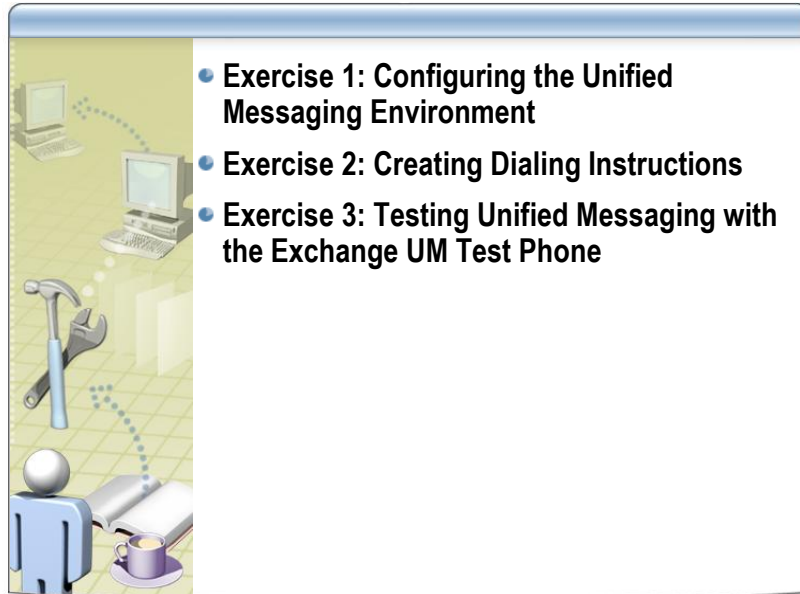 Exercise 1: Configuring the Unified
Messaging Environment
Exercise 2: Creating Dialing Instructions
Exercise 3: Testing Unified Messaging with
the Exchange UM Test Phone